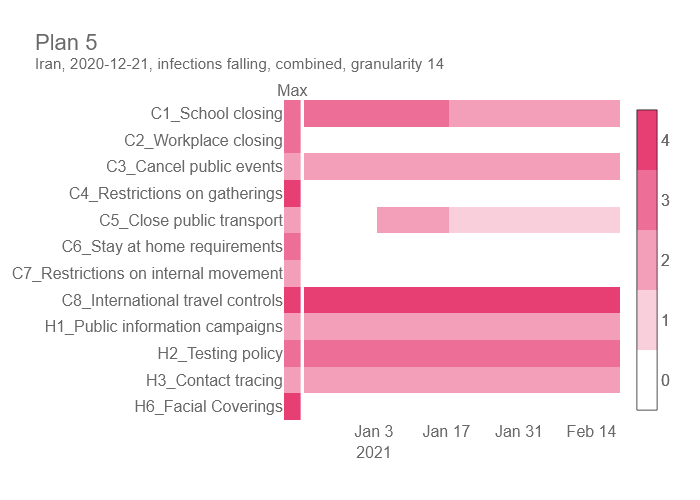 Plan 5
Iran, 2020-12-21, infections falling, combined, granularity 14
Max
C1_School closing
C2_Workplace closing
C3_Cancel public events
C4_Restrictions on gatherings
C5_Close public transport
C6_Stay at home requirements
C7_Restrictions on internal movement
C8_International travel controls
H1_Public information campaigns
H2_Testing policy
H3_Contact tracing
H6_Facial Coverings
4
3
2
1
0
Jan 3 Jan 17 Jan 31 Feb 14
2021